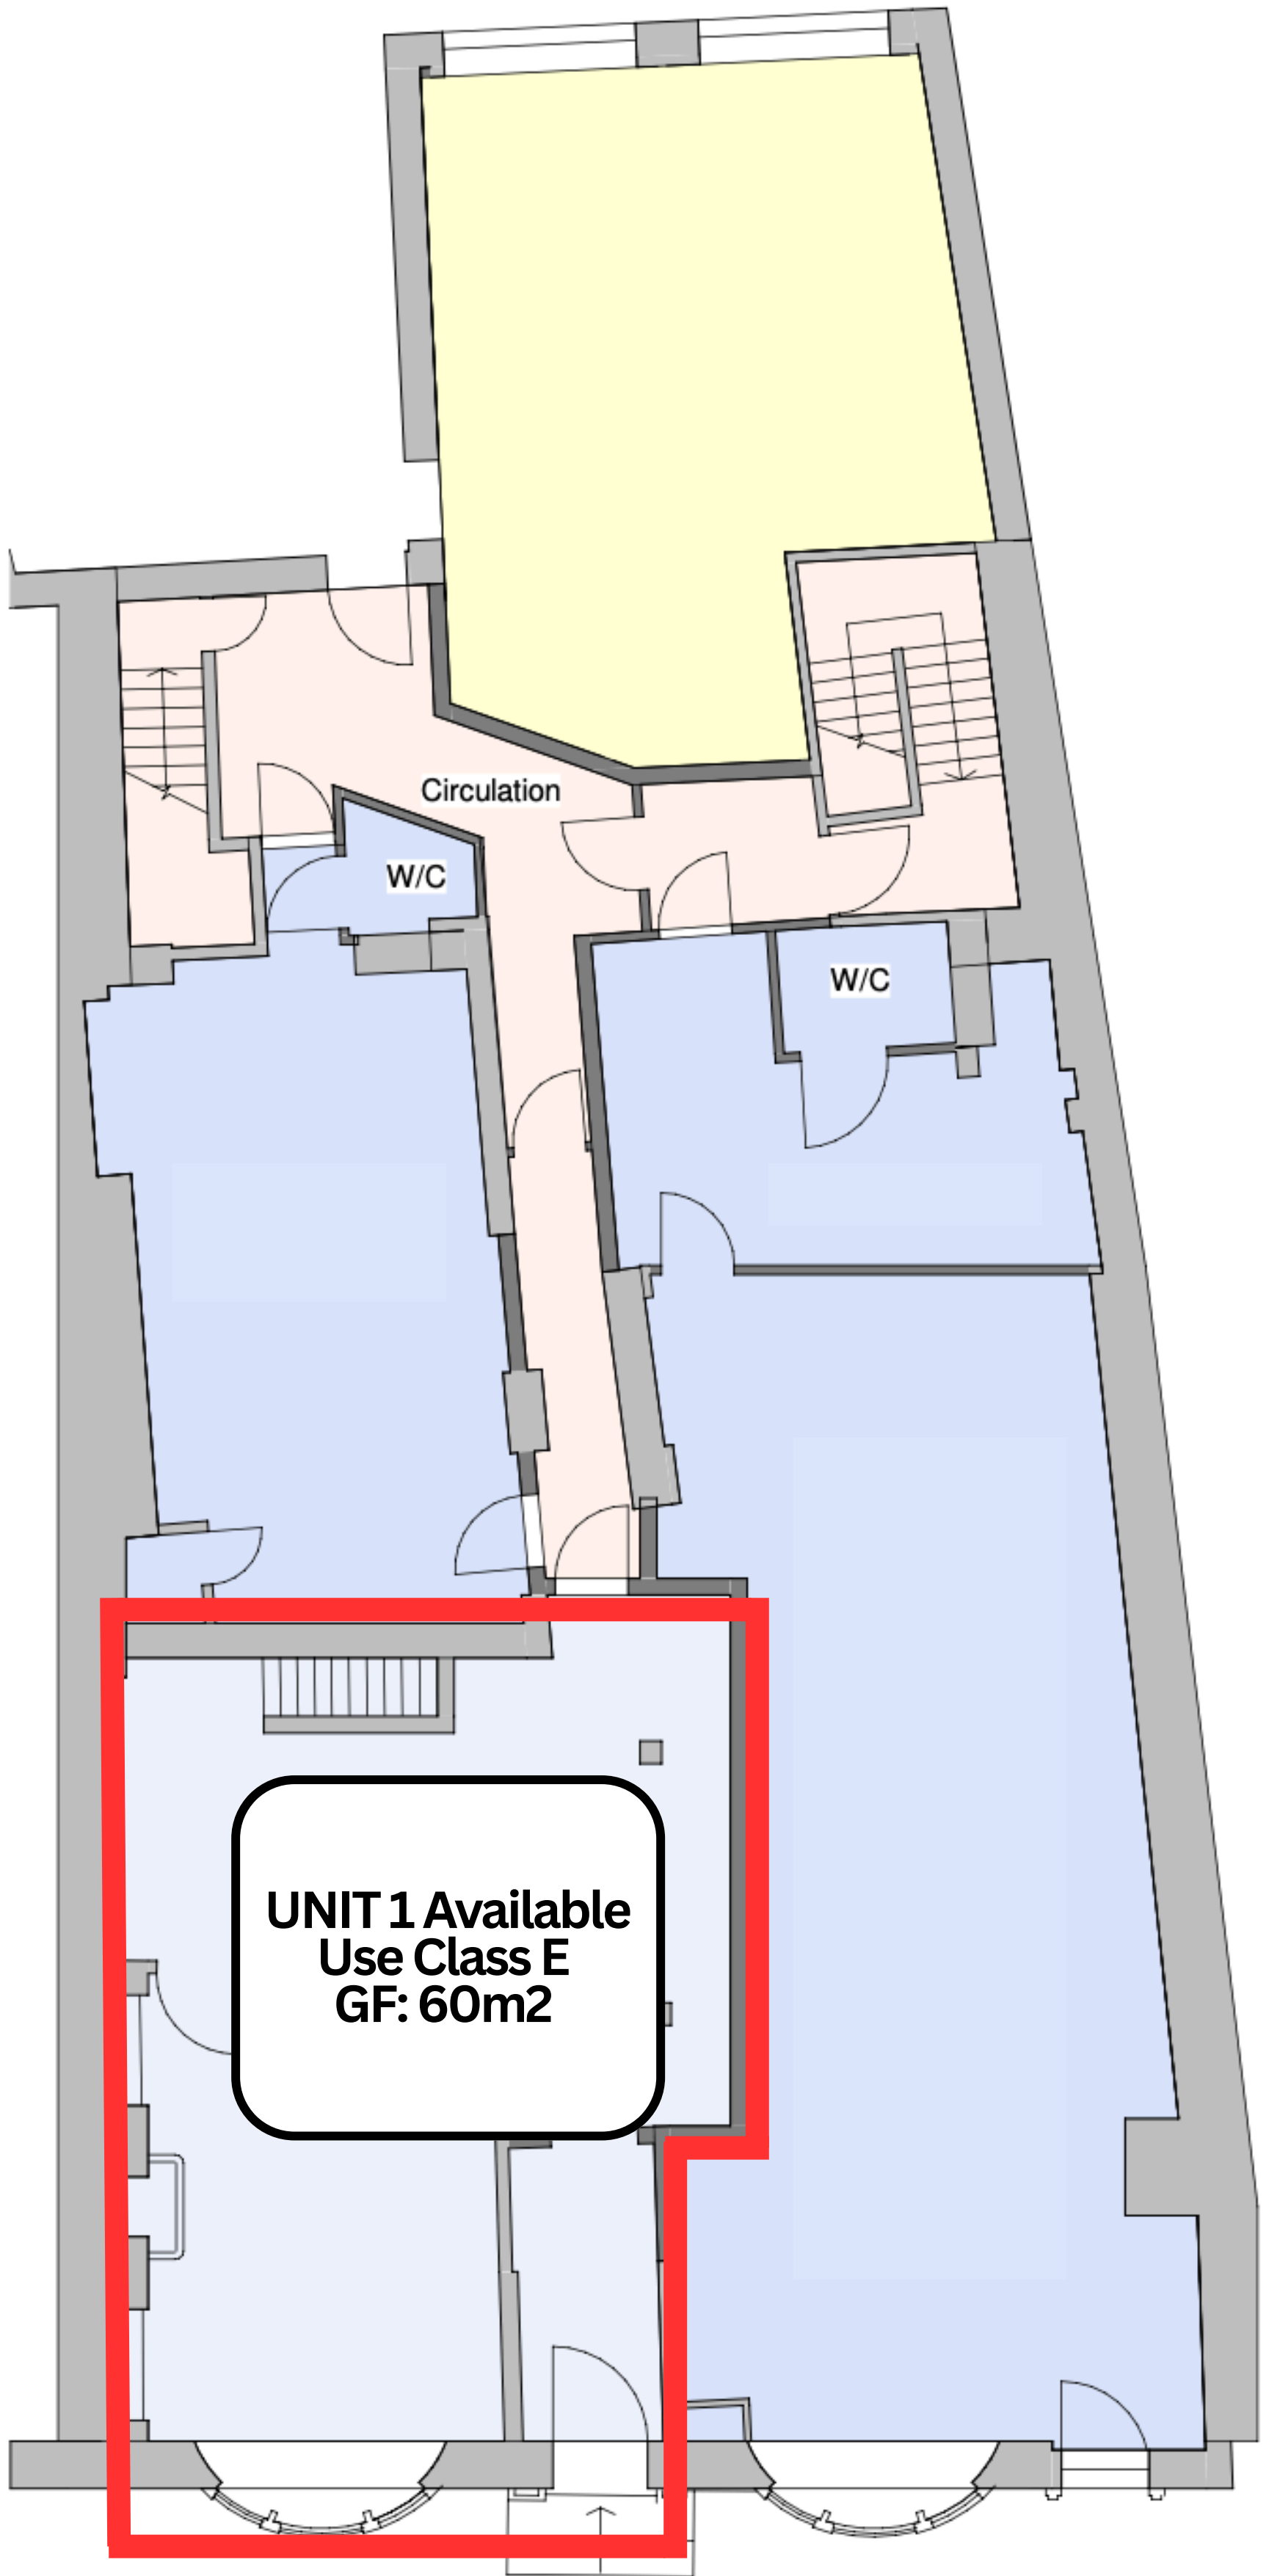 Circulation
W/C
W/C
UNIT 1 Available
Use Class E
GF: 60m2